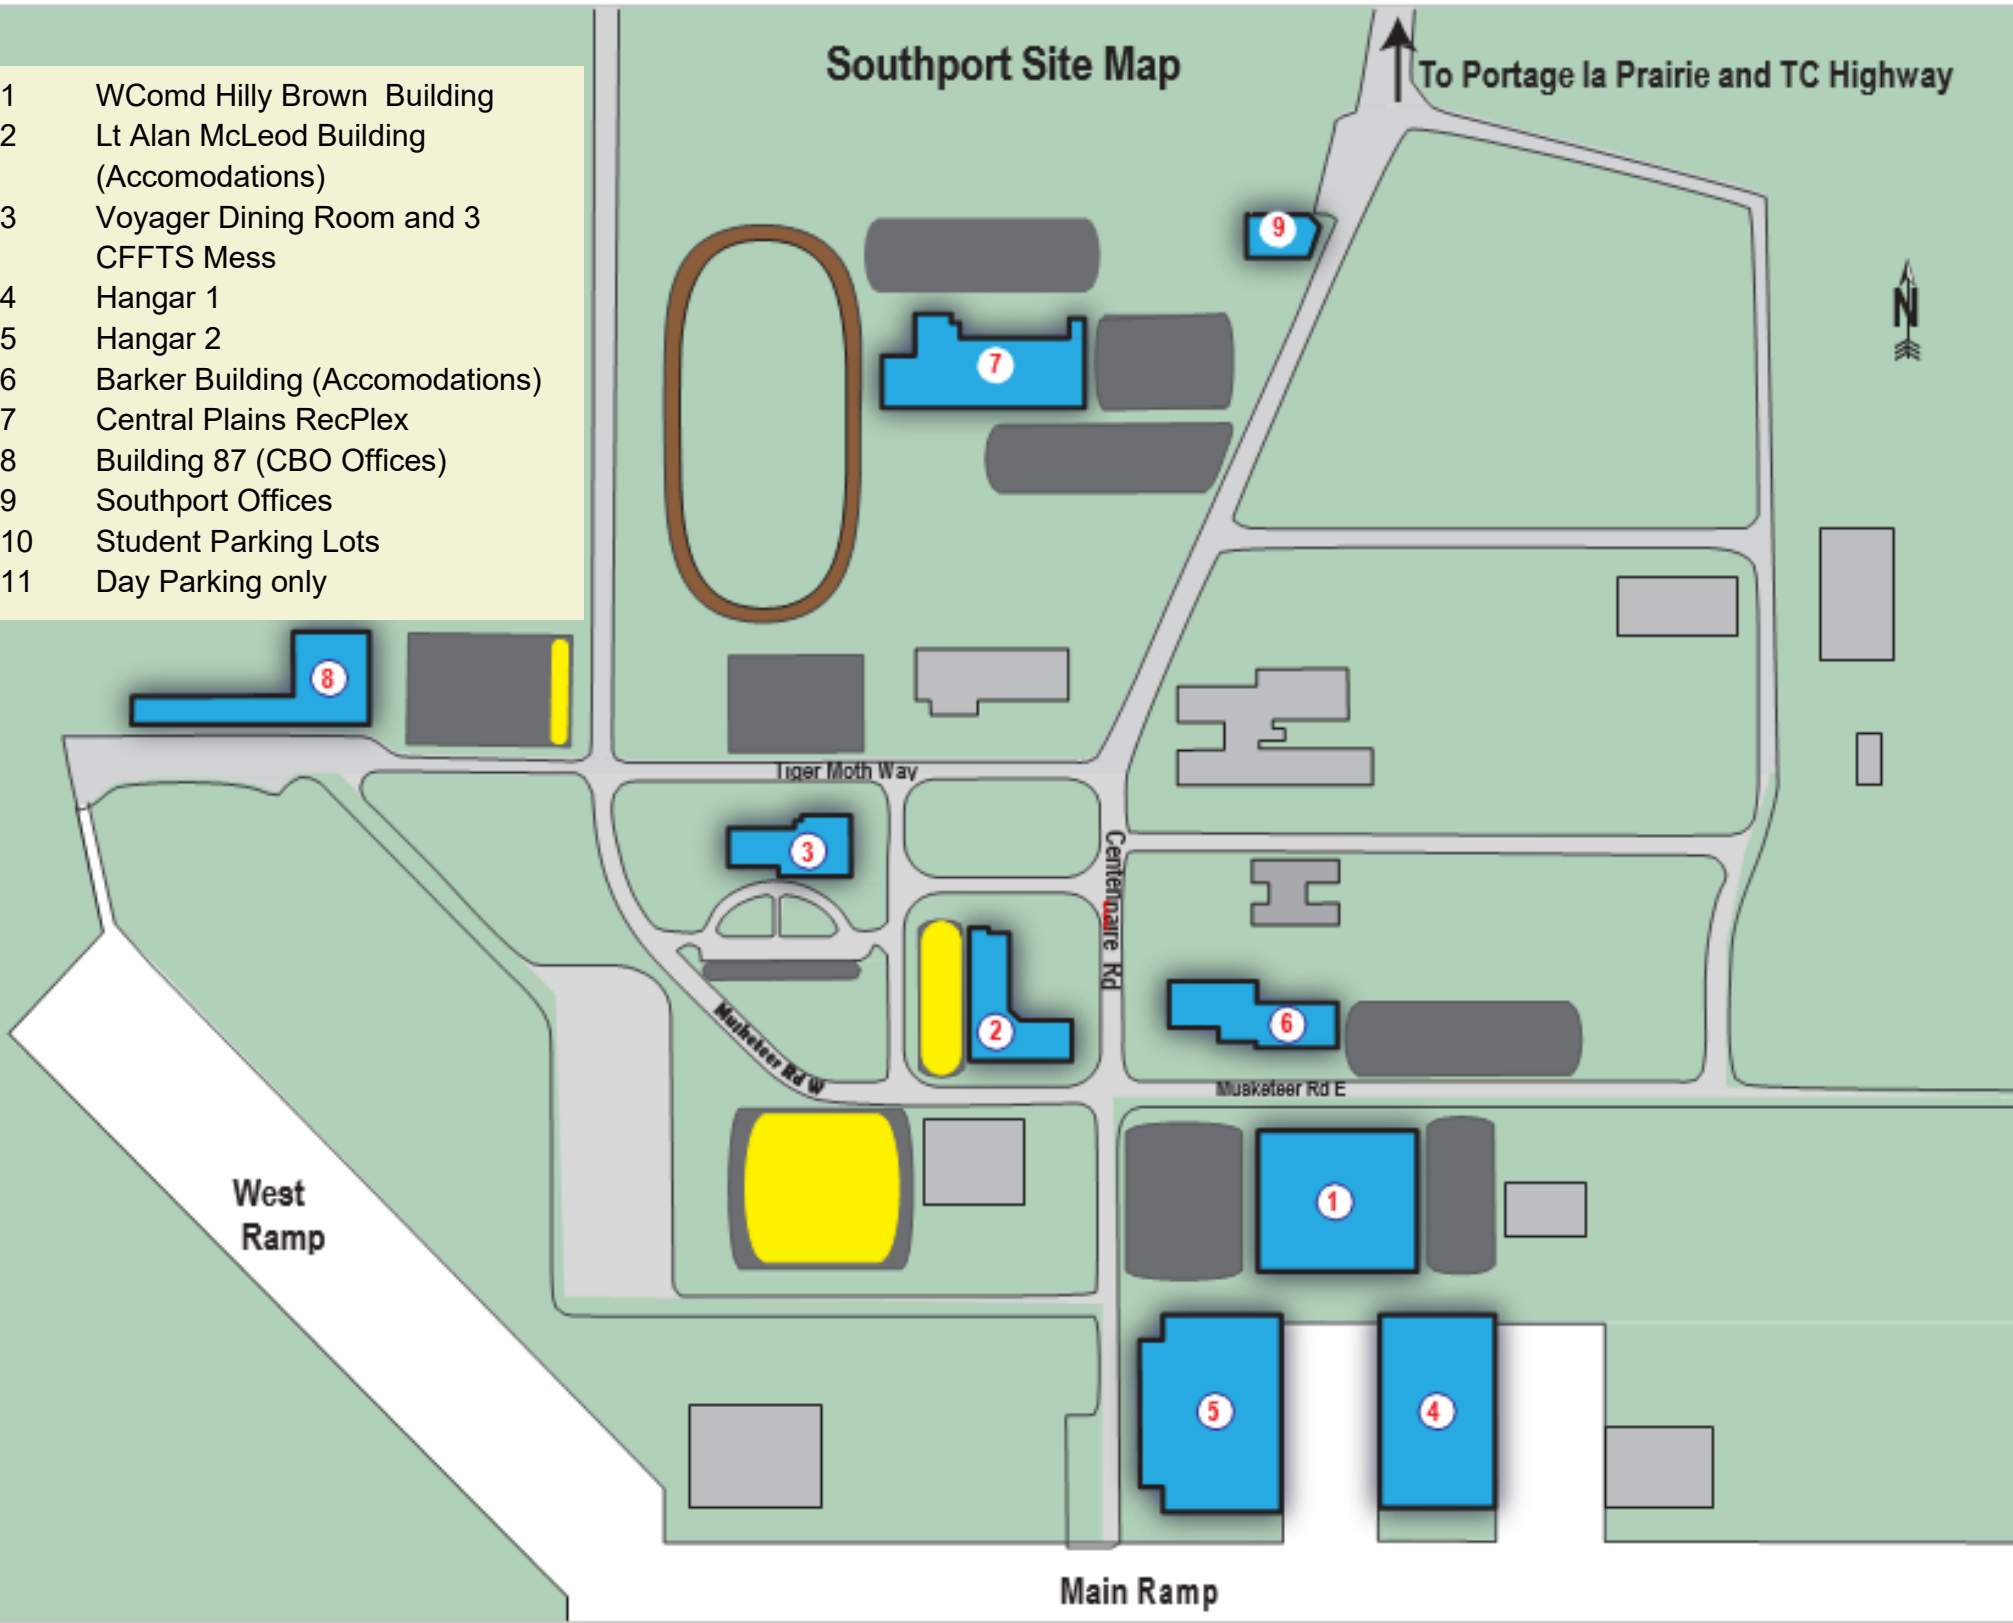 Southport Site Map
To Portage la Prairie and TC Highway
1 WComd Hilly Brown Building
2 Lt Alan McLeod Building
(Accomodations)
3 Voyager Dining Room and 3
CFFTS Mess
4 Hangar 1
5 Hangar 2
6 Barker Building (Accomodations)
7 Central Plains RecPlex
8 Building 87 (CBO Offices)
9 Southport Offices
10 Student Parking Lots
11 Day Parking only
9
N
7
8
Tiger Moth Way
3
Centennaire Rd
2
6
Musketeer Rd W
Musketeer Rd E
1
West
Ramp
5
4
Main Ramp